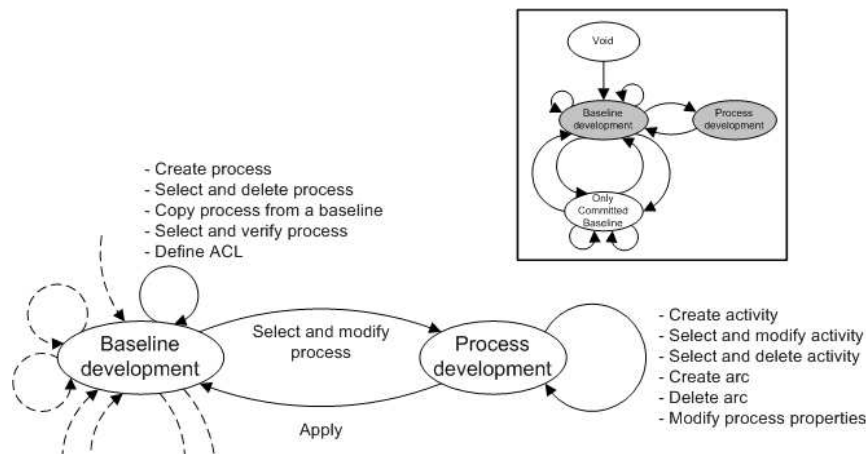 Void
Baseline
development
Process
development
Only
Committed
Baseline
- Create process
- Select and delete process
- Copy process from a baseline
- Select and verify process
- Define ACL
Baseline
development
Select and modify
process
Process
development
Apply
- Create activity
- Select and modify activity
- Select and delete activity
- Create arc
- Delete arc
- Modify process properties